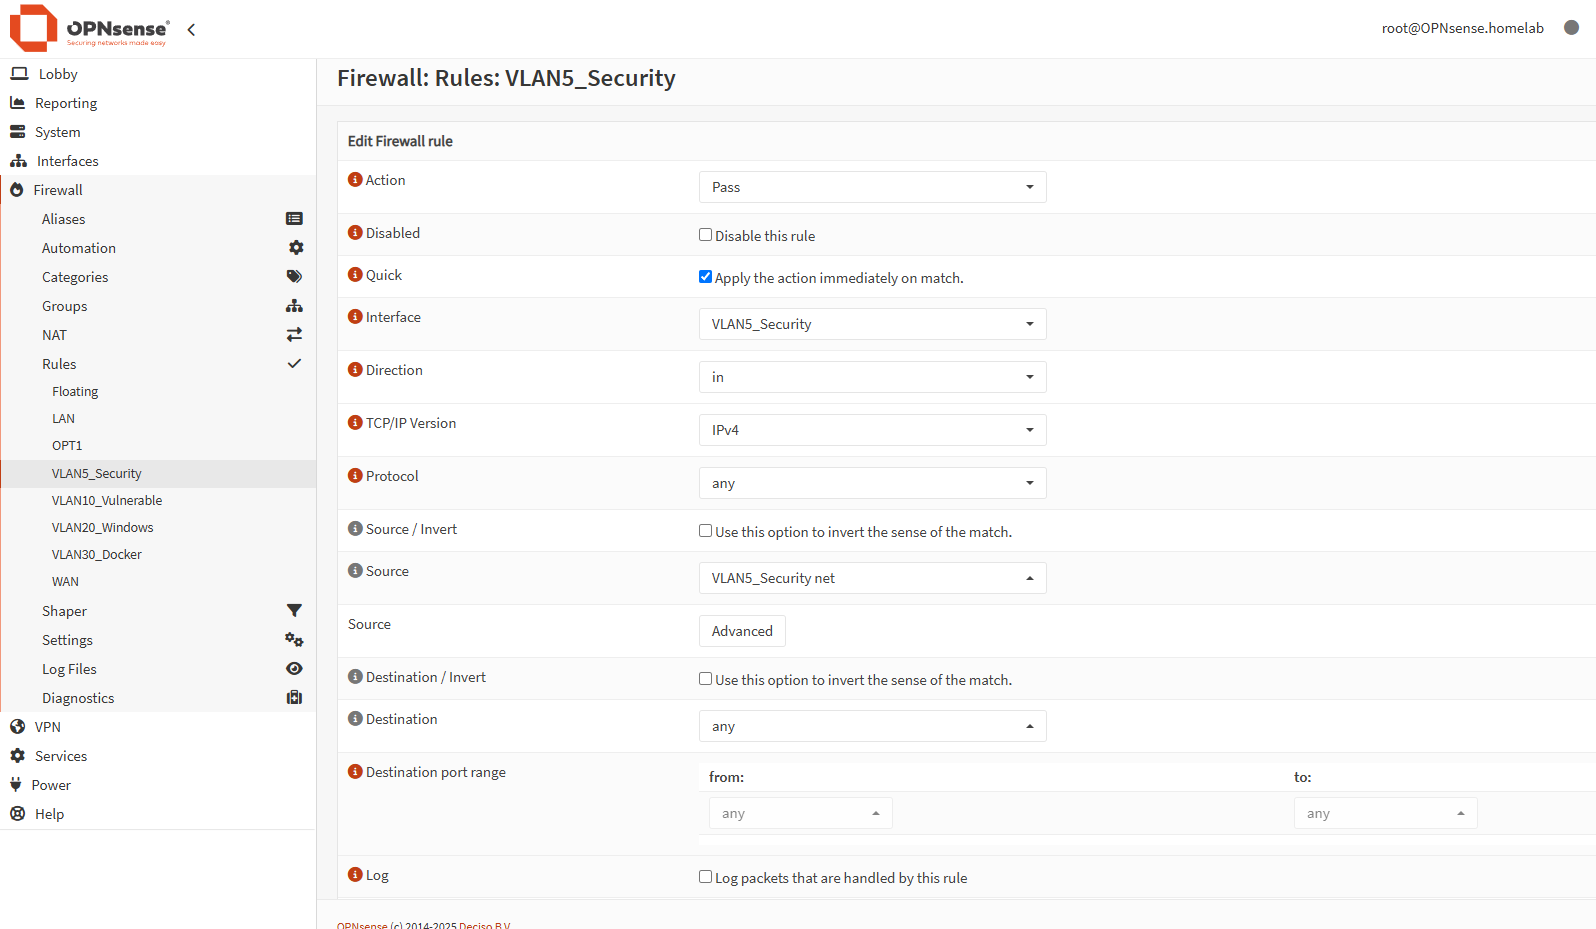 OPNsense®
Securing networks made easy
root@OPNsense.homelab
Lobby
Reporting
System
Interfaces
Firewall
Aliases
Automation
Categories
Groups
NAT
Rules
Floating
LAN
OPT1
VLAN5_Security
VLAN10_Vulnerable
VLAN20_Windows
VLAN30_Docker
WAN
Shaper
Settings
Log Files
Diagnostics
VPN
Services
Power
Help
Firewall: Rules: VLAN5_Security
Edit Firewall rule
Action Pass
Disabled Disable this rule
Quick Apply the action immediately on match.
Interface VLAN5_Security
Direction in
TCP/IP Version IPv4
Protocol any
Source / Invert Use this option to invert the sense of the match.
Source VLAN5_Security net
Source Advanced
Destination / Invert Use this option to invert the sense of the match.
Destination any
Destination port range from: to:
any any
Log Log packets that are handled by this rule
OPNsense (c) 2014-2025 Deciso B.V.